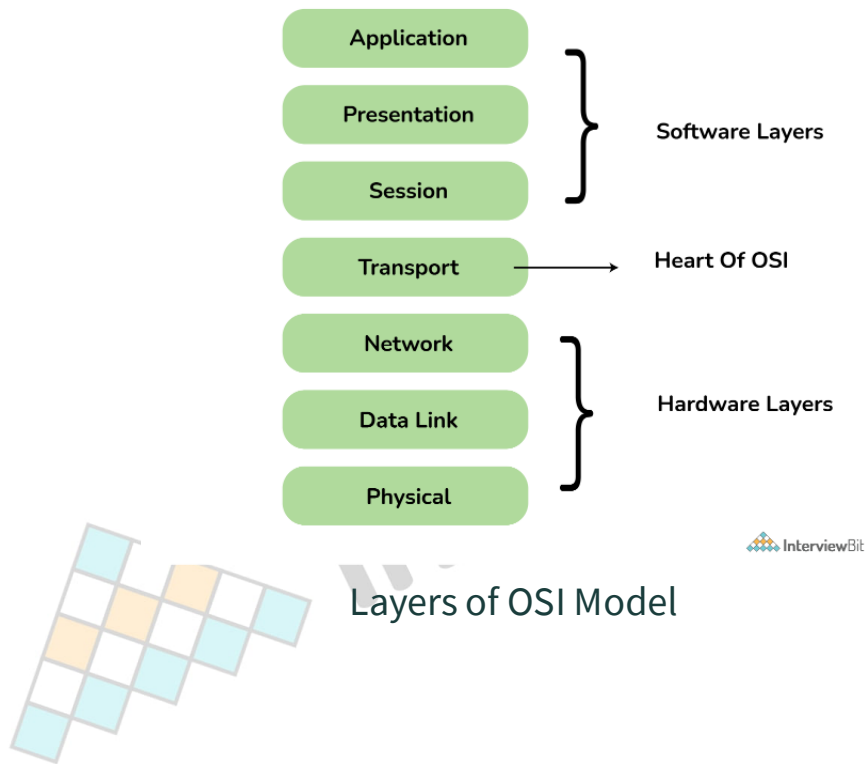 Application
Presentation
Session
Software Layers
Transport
Heart Of OSI
Network
Data Link
Physical
Hardware Layers
InterviewBit
Layers of OSI Model